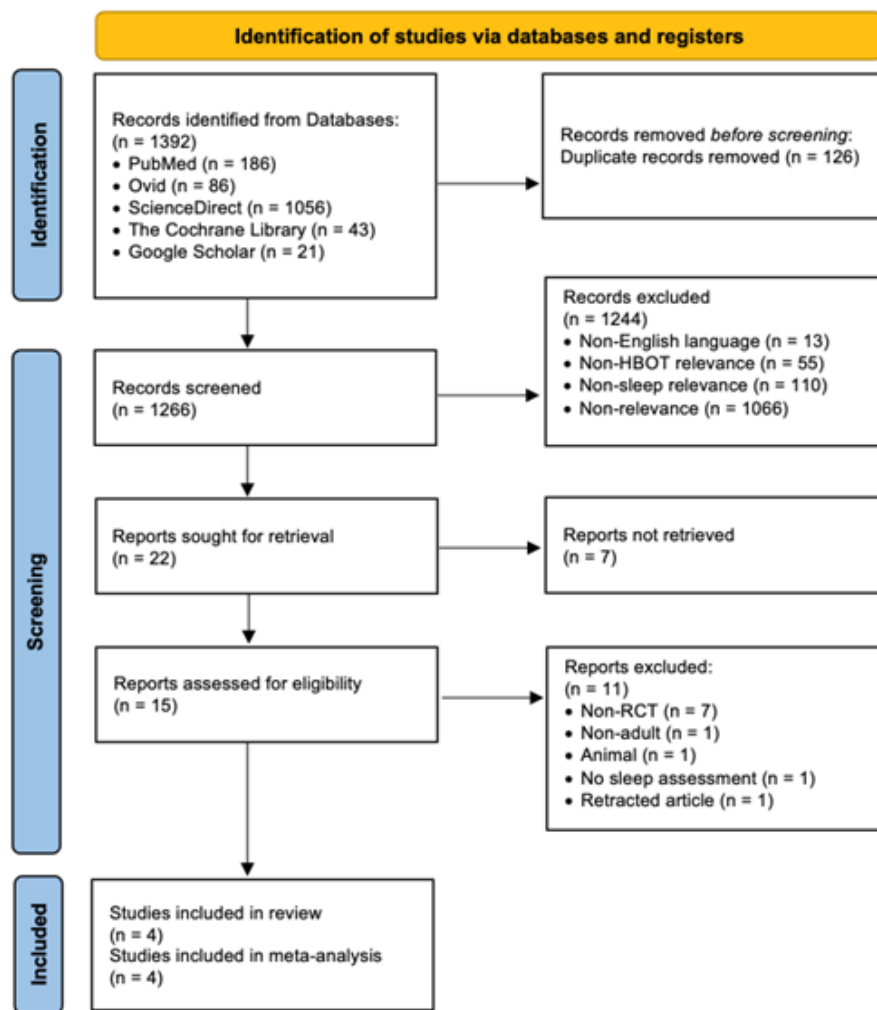 Identification of studies via databases and registers
Identification
Records identified from Databases:
(n = 1392)
• PubMed (n = 186)
• Ovid (n = 86)
• ScienceDirect (n = 1056)
• The Cochrane Library (n = 43)
• Google Scholar (n = 21)
Records removed before screening:
Duplicate records removed (n = 126)
Screening
Records screened
(n = 1266)
Records excluded
(n = 1244)
• Non-English language (n = 13)
• Non-HBOT relevance (n = 55)
• Non-sleep relevance (n = 110)
• Non-relevance (n = 1066)
Reports sought for retrieval
(n = 22)
Reports not retrieved
(n = 7)
Reports assessed for eligibility
(n = 15)
Reports excluded:
(n = 11)
• Non-RCT (n = 7)
• Non-adult (n = 1)
• Animal (n = 1)
• No sleep assessment (n = 1)
• Retracted article (n = 1)
Included
Studies included in review
(n = 4)
Studies included in meta-analysis
(n = 4)